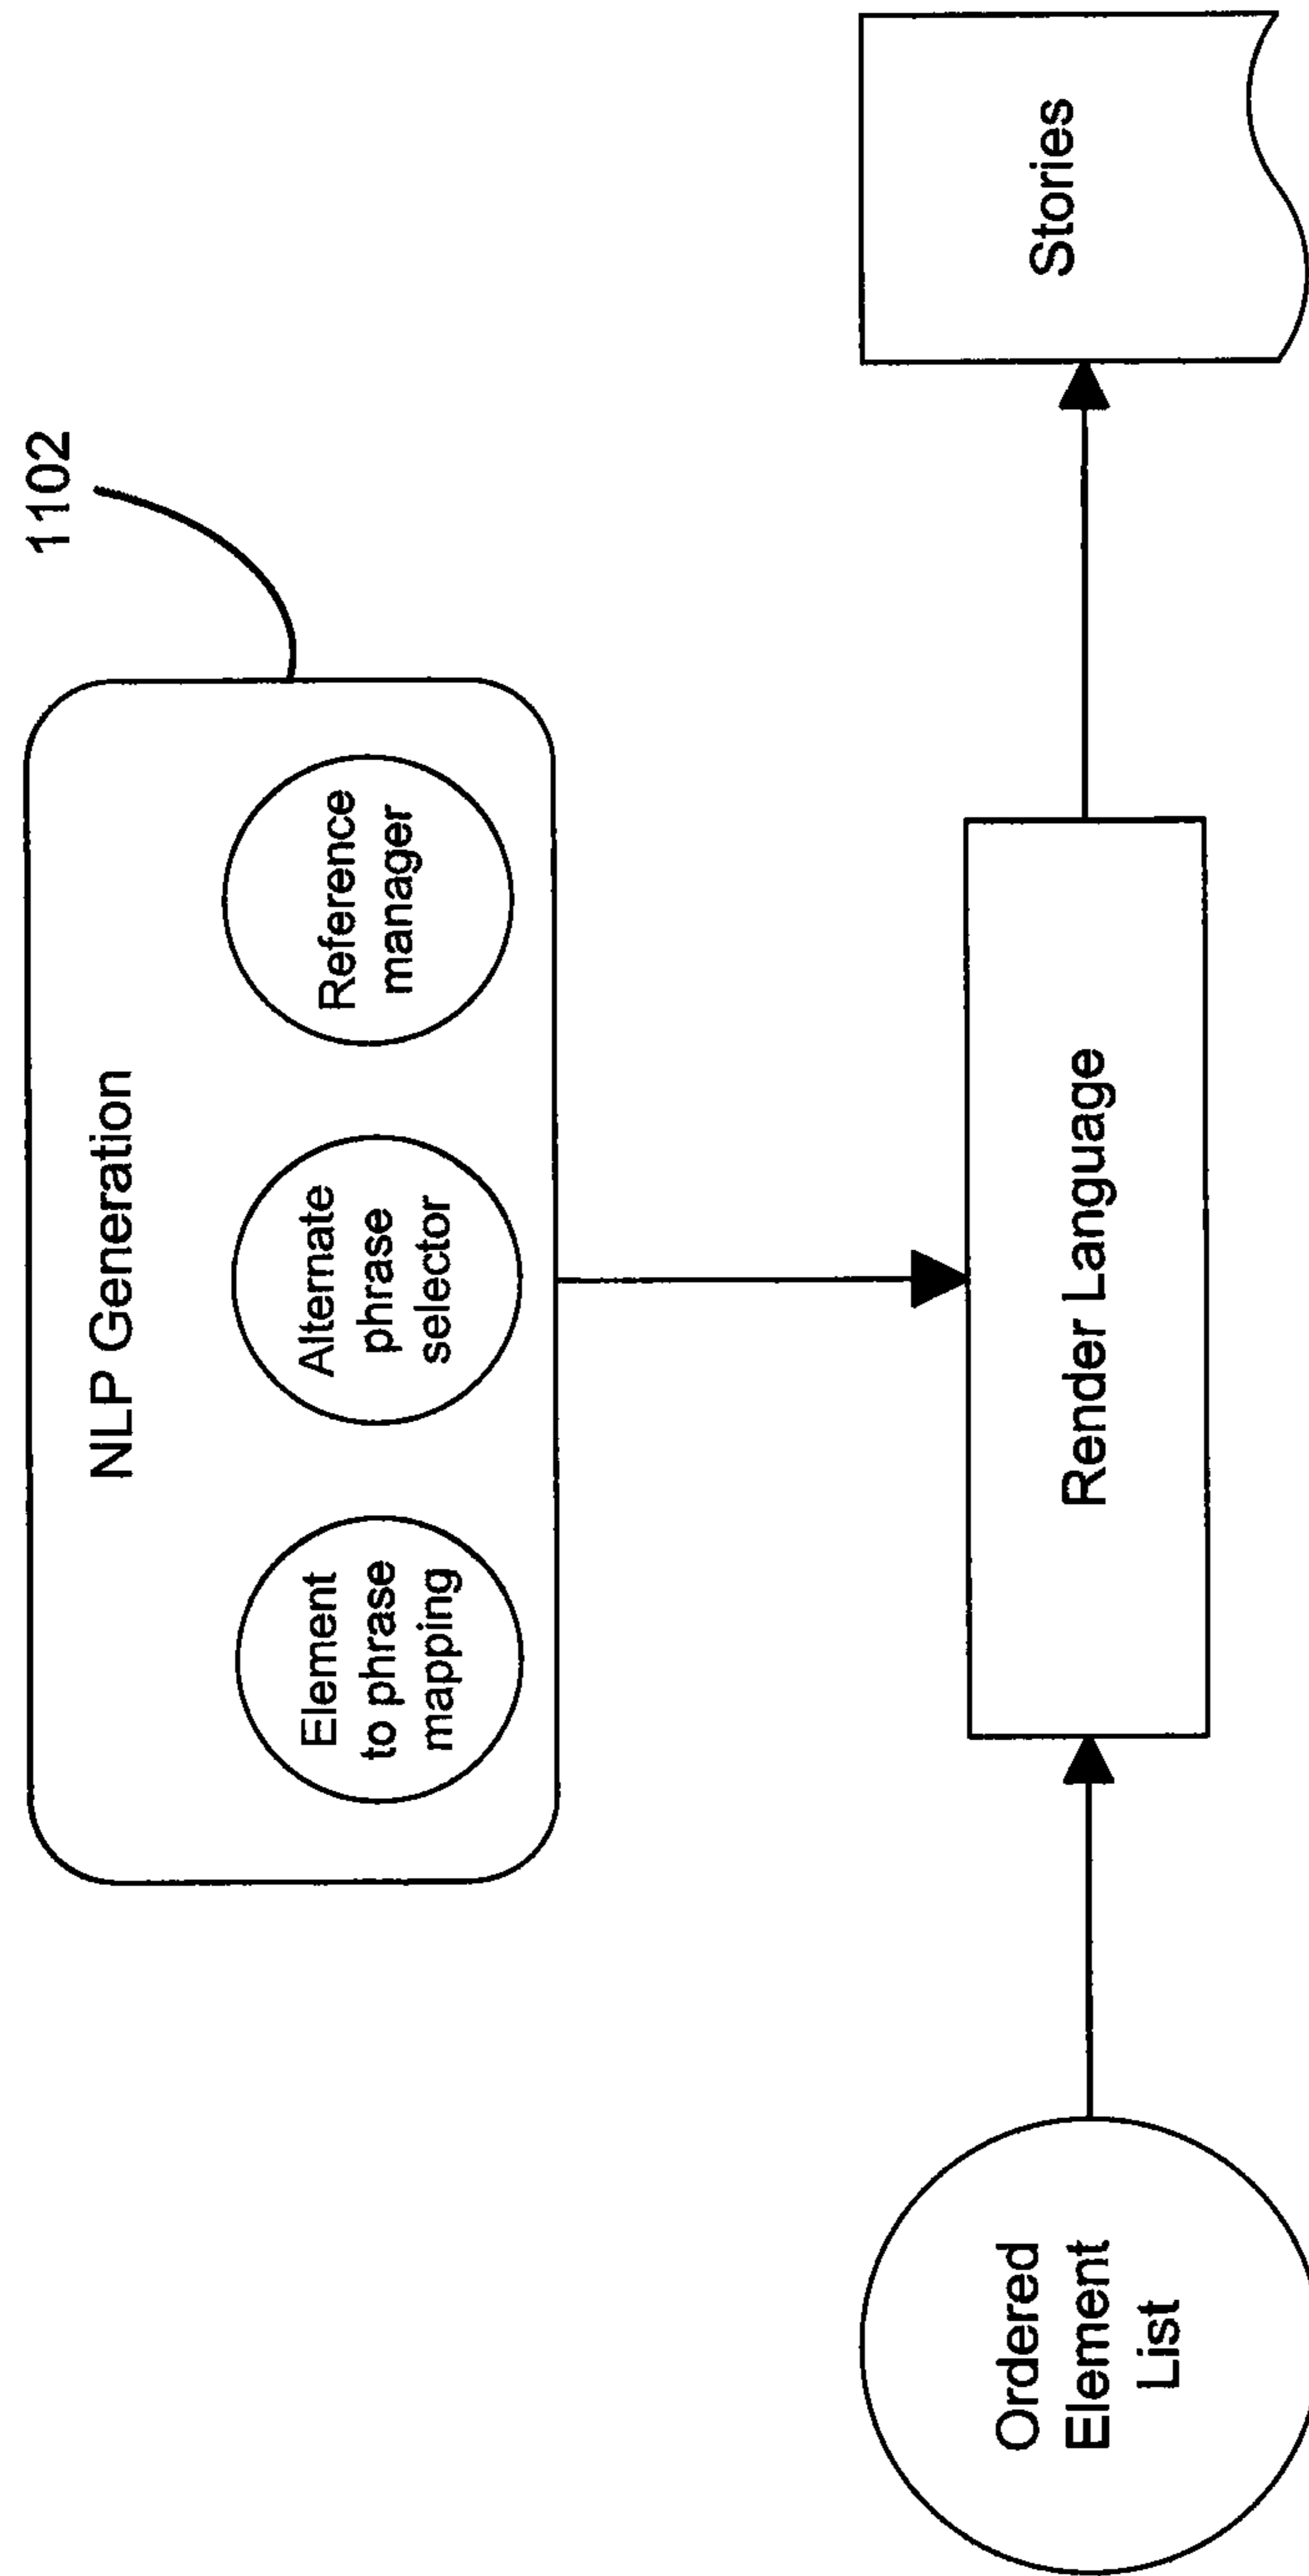 1102
NLP Generation
Element
to phrase
mapping
Alternate
phrase
selector
Reference
manager
Ordered
Element
List
Render Language
Stories